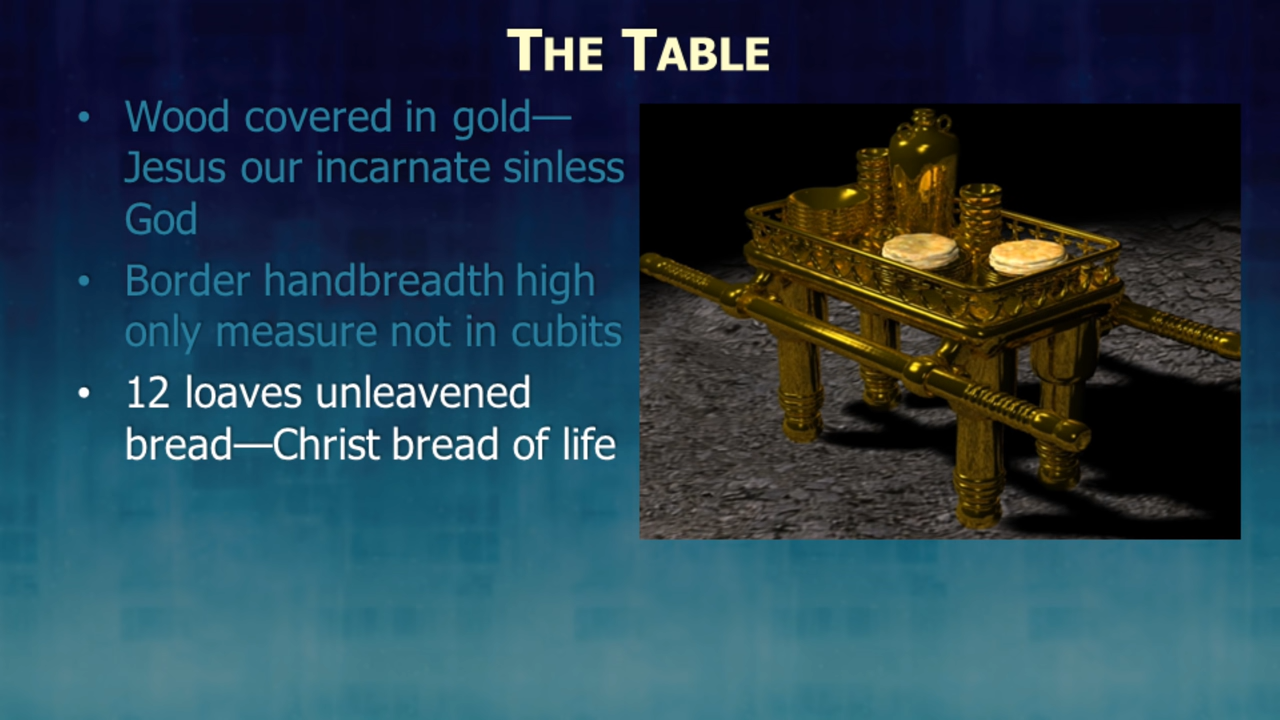 The Table
• Wood covered in gold—
Jesus our incarnate sinless
God
• Border handbreadth high
only measure not in cubits
• 12 loaves unleavened
bread—Christ bread of life